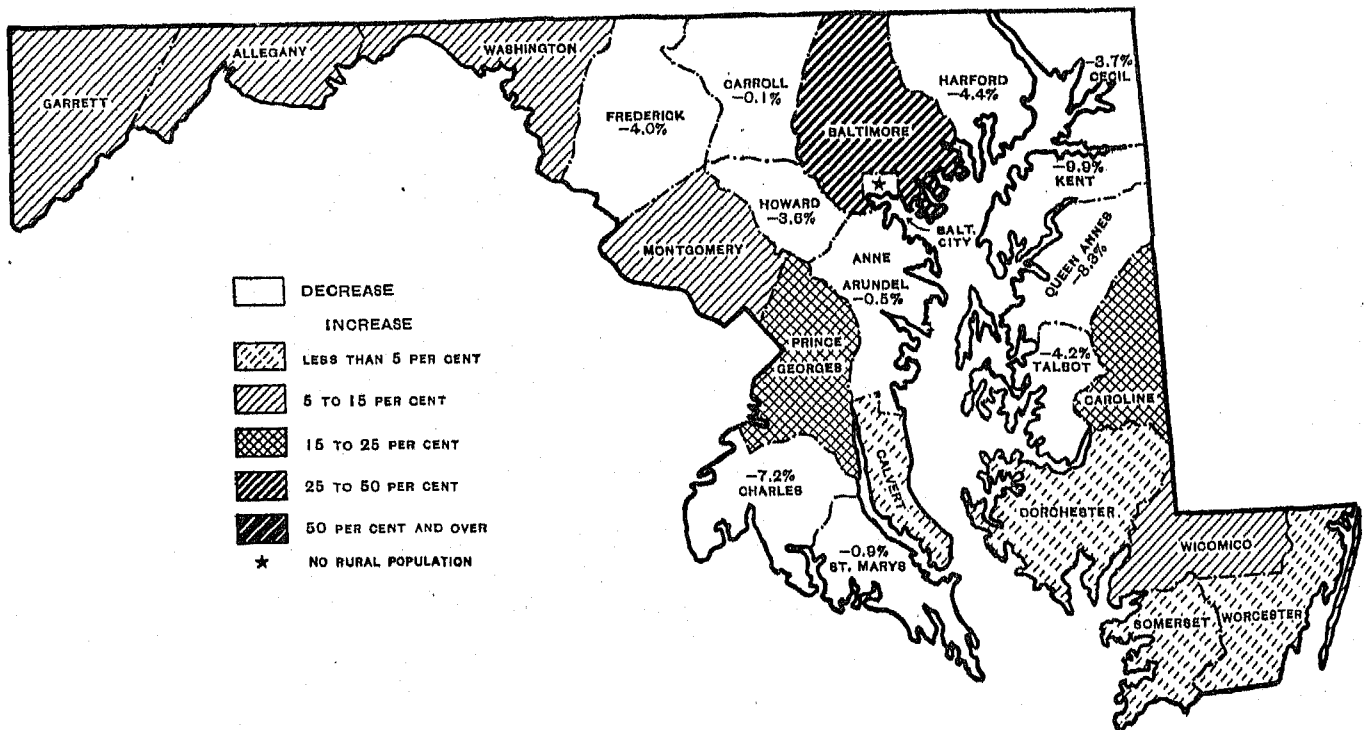 GARRETT
ALLEGANY
WASHINGTON
FREDERICK
-4.0%
CARROLL
-0.1%
BALTIMORE
HARFORD
-4.4%
-3.7%
CECIL
-9.9%
KENT
HOWARD
-3.6%
MONTGOMERY
BALT.
CITY
ANNE
ARUNDEL
-0.5%
QUEEN ANNES
-8.3%
PRINCE
GEORGES
-4.2%
TALBOT
CAROLINE
CALVERT
-7.2%
CHARLES
-0.9%
ST. MARYS
DORCHESTER
WICOMICO
SOMERSET
WORCESTER
DECREASE
INCREASE
LESS THAN 5 PER CENT
5 TO 15 PER CENT
15 TO 25 PER CENT
25 TO 50 PER CENT
50 PER CENT AND OVER
★ NO RURAL POPULATION